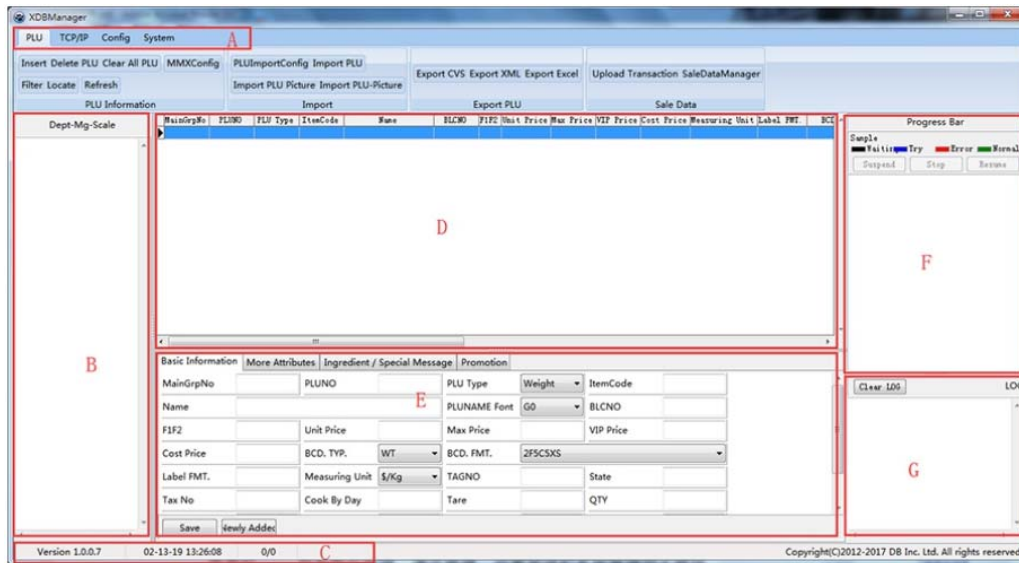 XDBManager
PLU TCP/IP Config System A
Insert Delete PLU Clear All PLU MMXConfig PLUImportConfig Import PLU
Export CVS Export XML Export Excel Upload Transaction SaleDataManager
Filter Locate Refresh Import PLU Picture Import PLU-Picture
PLU Information Import Export PLU Sale Data
Dept-Mg-Scale
MainGrpNo PLUNO PLU Type ItemCode Name BLCNO F1F2 Unit Price Max Price VIP Price Cost Price Measuring Unit Label FMT. BCD
Progress Bar
Sample
Waiting Try Error Normal
Suspend Stop Resume
D
F
B
Basic Information More Attributes Ingredient / Special Message Promotion
MainGrpNo PLUNO PLU Type Weight ItemCode
Name E PLUNAME Font G0 BLCNO
F1F2 Unit Price Max Price VIP Price
Cost Price BCD. TYP. WT BCD. FMT. 2F5C5XS
Label FMT. Measuring Unit $/Kg TAGNO State
Tax No Cook By Day Tare QTY
Save Newly Added
Clear LOG LOG
G
Version 1.0.0.7 02-13-19 13:26:08 0/0 C Copyright(C)2012-2017 DB Inc. Ltd. All rights reserved